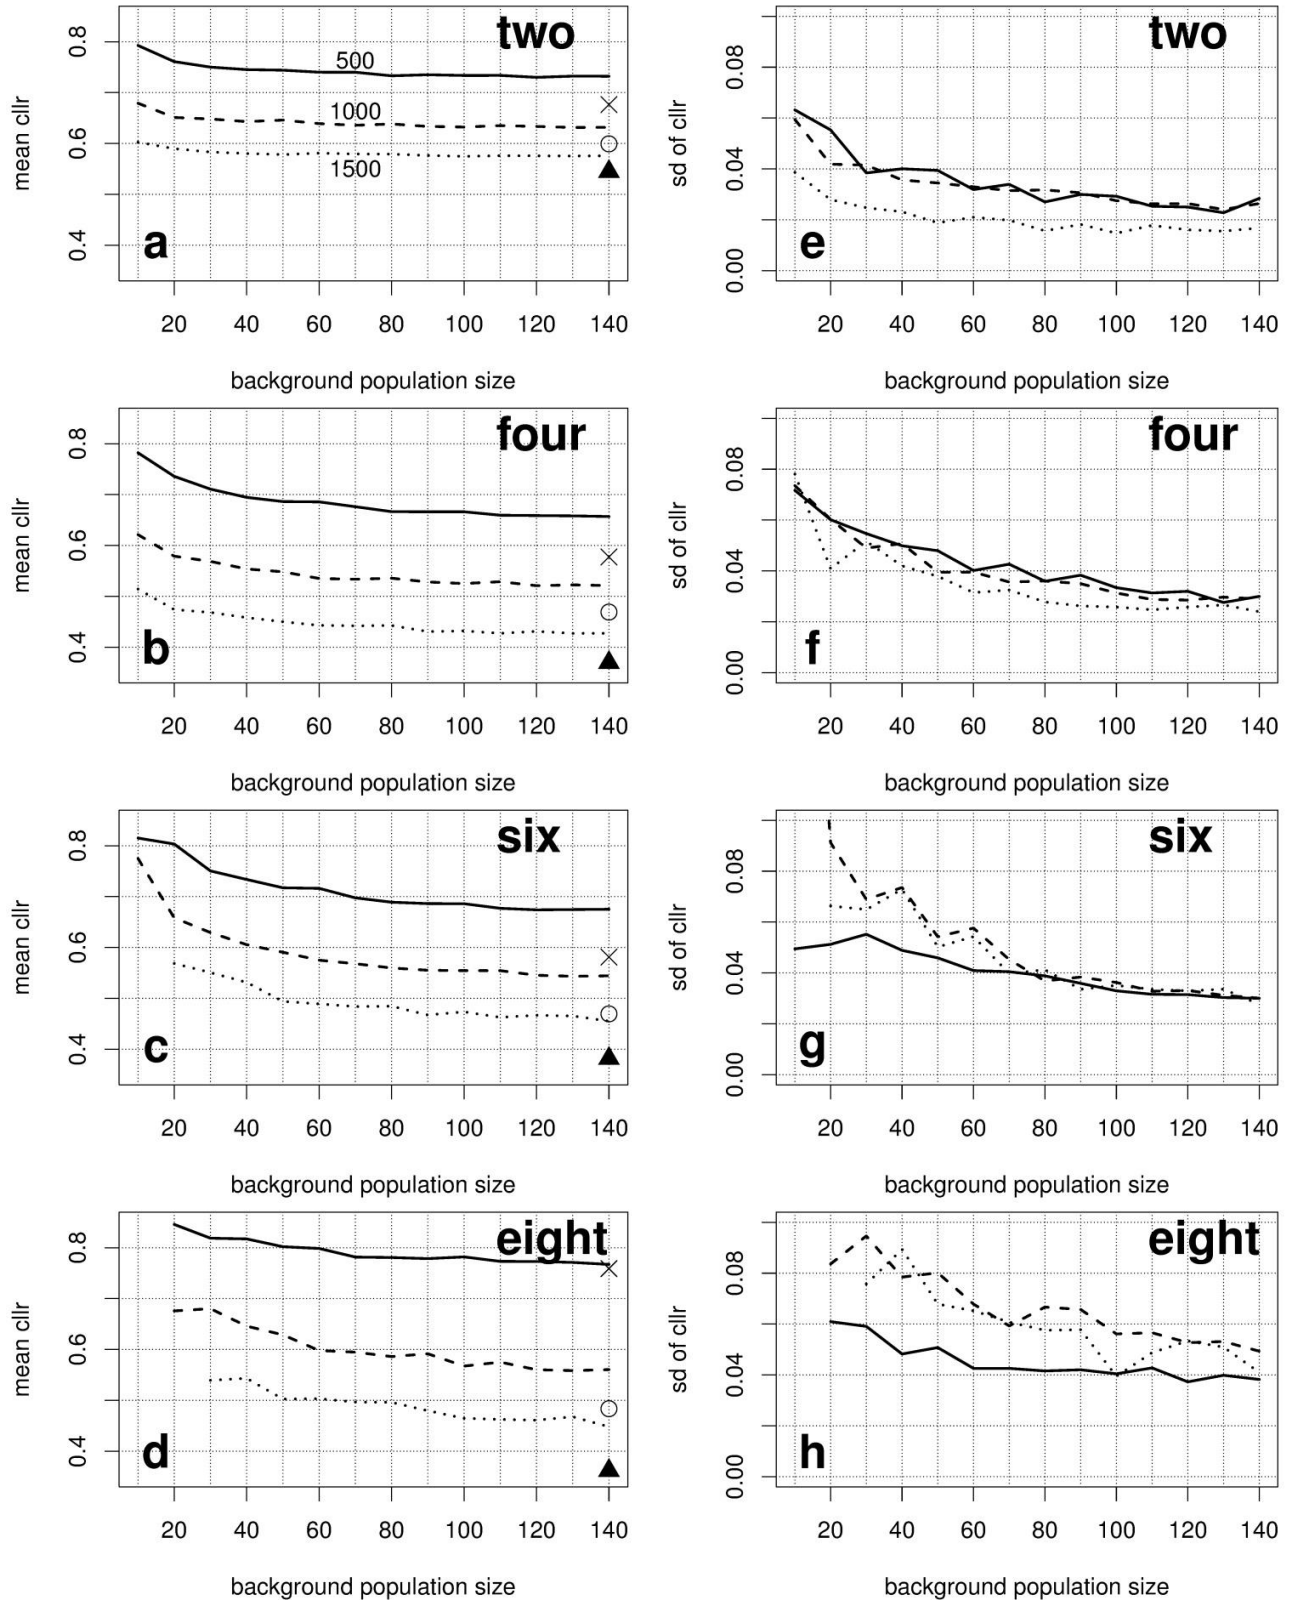 two
500
1000
1500
a
mean cllr
0.8
0.6
0.4
20 40 60 80 100 120 140
background population size
two
e
sd of cllr
0.08
0.04
0.00
20 40 60 80 100 120 140
background population size
four
b
mean cllr
0.8
0.6
0.4
20 40 60 80 100 120 140
background population size
four
f
sd of cllr
0.08
0.04
0.00
20 40 60 80 100 120 140
background population size
six
c
mean cllr
0.8
0.6
0.4
20 40 60 80 100 120 140
background population size
six
g
sd of cllr
0.08
0.04
0.00
20 40 60 80 100 120 140
background population size
eight
d
mean cllr
0.8
0.6
0.4
20 40 60 80 100 120 140
background population size
eight
h
sd of cllr
0.08
0.04
0.00
20 40 60 80 100 120 140
background population size